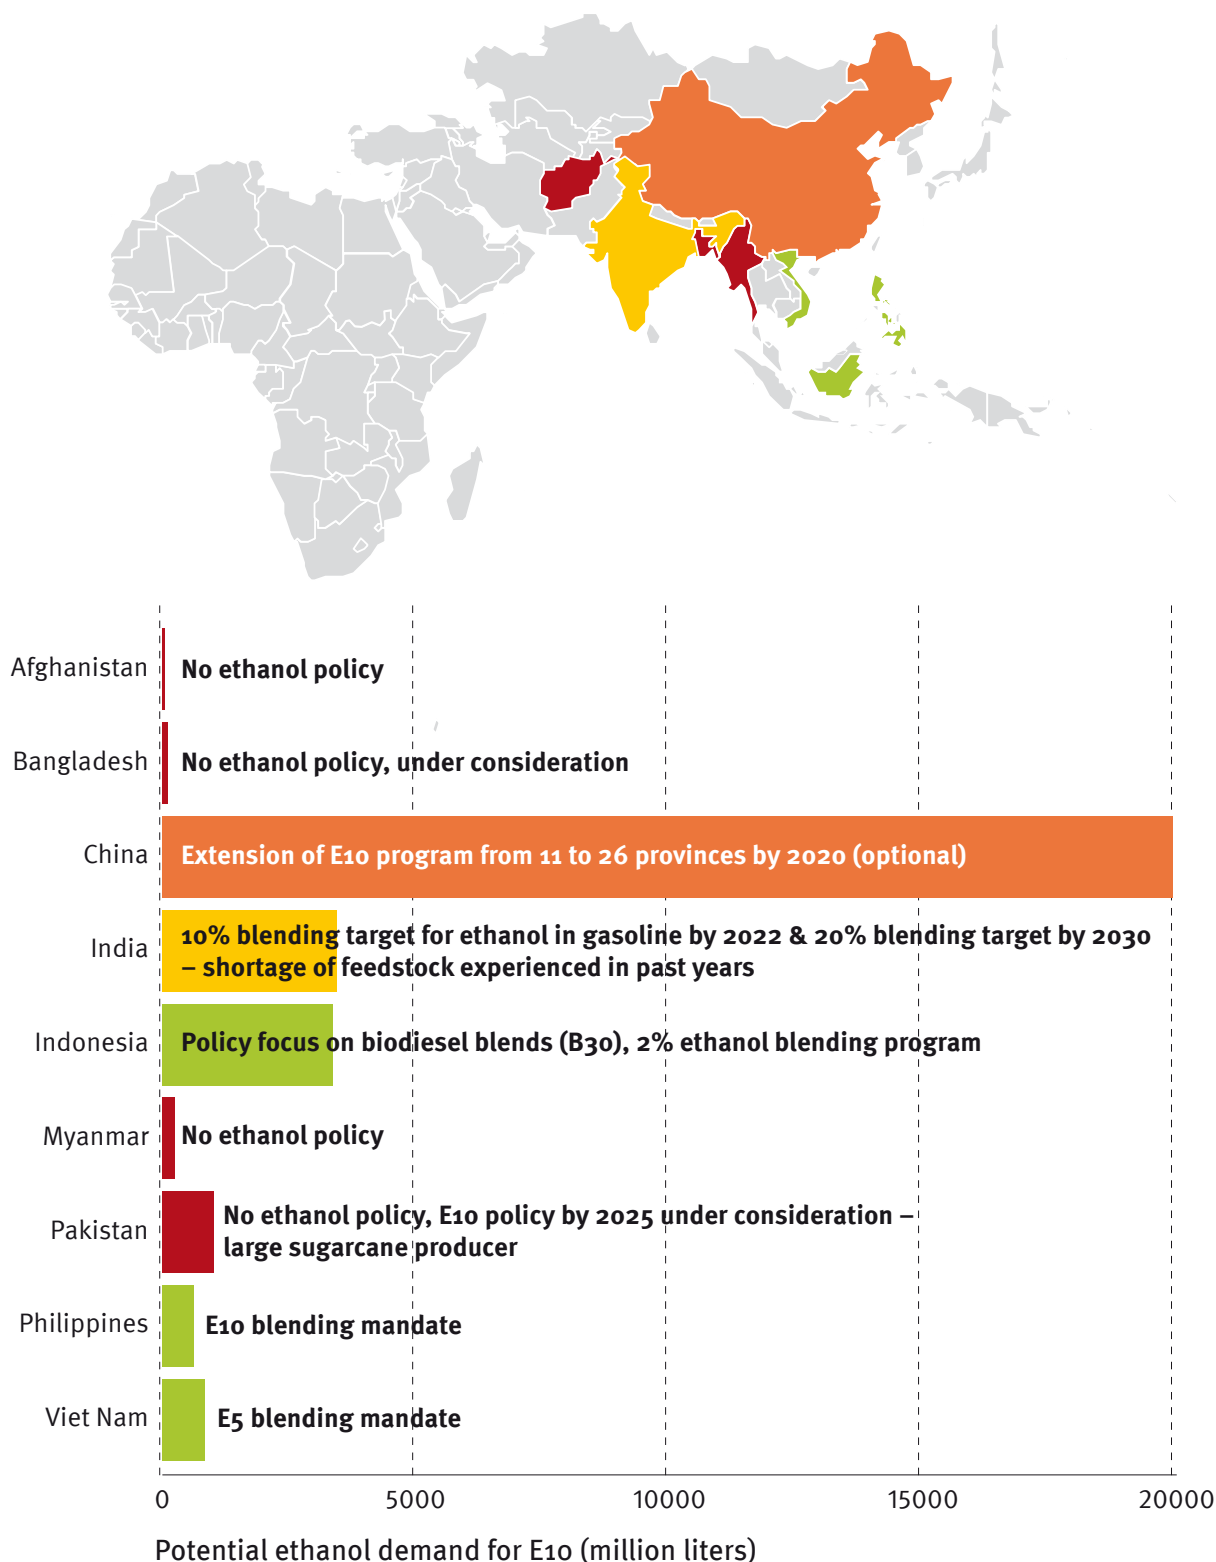 Afghanistan
No ethanol policy
Bangladesh
No ethanol policy, under consideration
China
Extension of E10 program from 11 to 26 provinces by 2020 (optional)
India
10% blending target for ethanol in gasoline by 2022 & 20% blending target by 2030
– shortage of feedstock experienced in past years
Indonesia
Policy focus on biodiesel blends (B30), 2% ethanol blending program
Myanmar
No ethanol policy
Pakistan
No ethanol policy, E10 policy by 2025 under consideration –
large sugarcane producer
Philippines
E10 blending mandate
Viet Nam
E5 blending mandate
0 5000 10000 15000 20000
Potential ethanol demand for E10 (million liters)